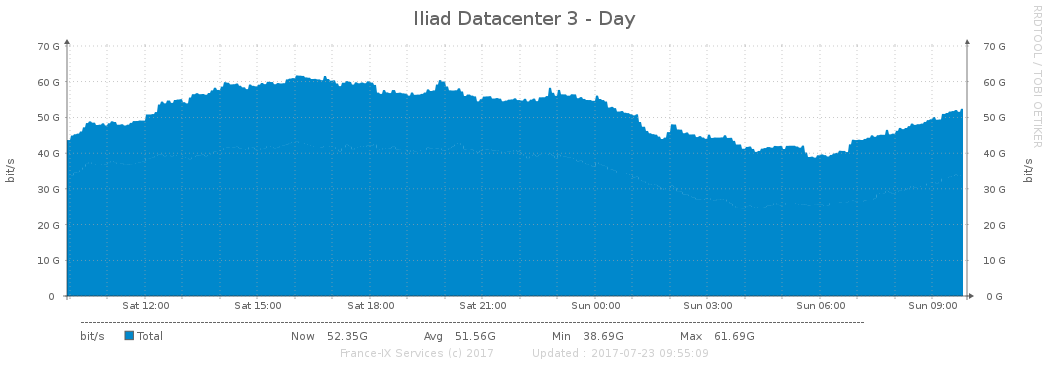 Iliad Datacenter 3 - Day
RRDTOOL / TOBI OETIKER
bit/s
70 G
60 G
50 G
40 G
30 G
20 G
10 G
0
70 G
60 G
50 G
40 G
30 G
20 G
10 G
0 G
bit/s
Sat 12:00 Sat 15:00 Sat 18:00 Sat 21:00 Sun 00:00 Sun 03:00 Sun 06:00 Sun 09:00
bit/s Total Now 52.35G Avg 51.56G Min 38.69G Max 61.69G
France-IX Services (c) 2017 Updated : 2017-07-23 09:55:09